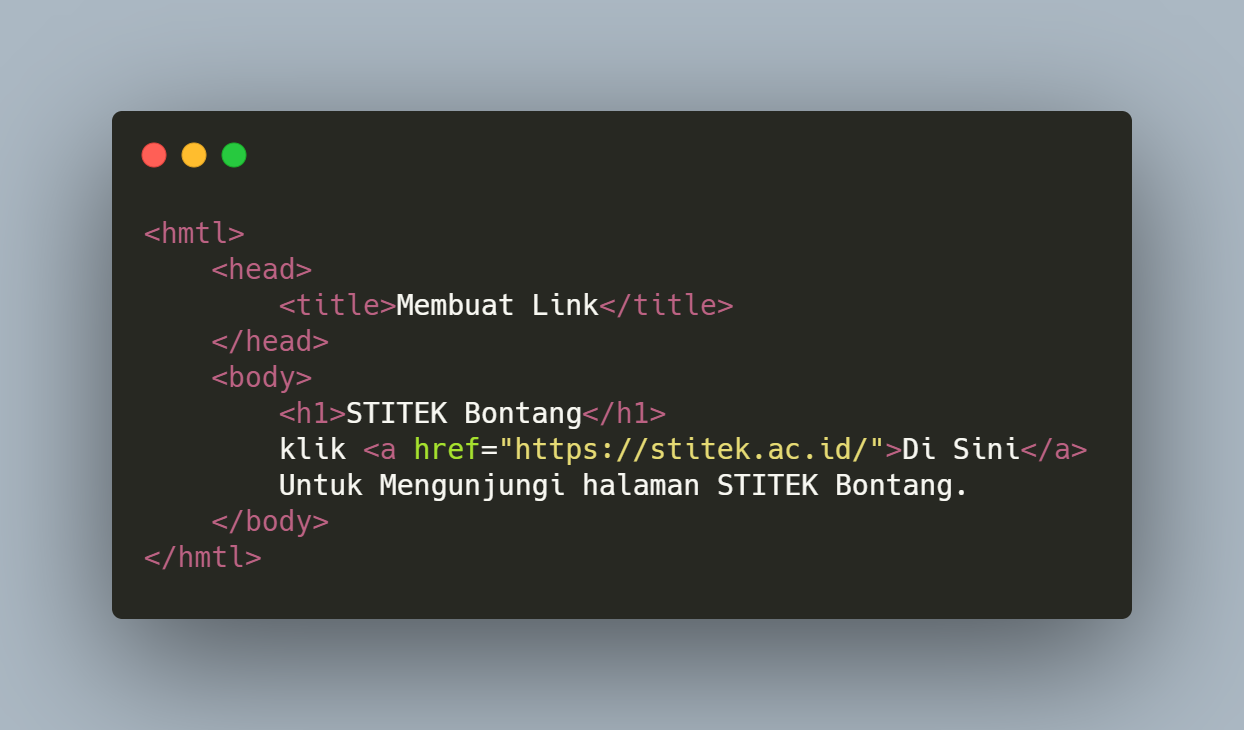 <hmtl>
<head>
<title>Membuat Link</title>
</head>
<body>
<h1>STITEK Bontang</h1>
klik <a href="https://stitek.ac.id/">Di Sini</a>
Untuk Mengunjungi halaman STITEK Bontang.
</body>
</hmtl>